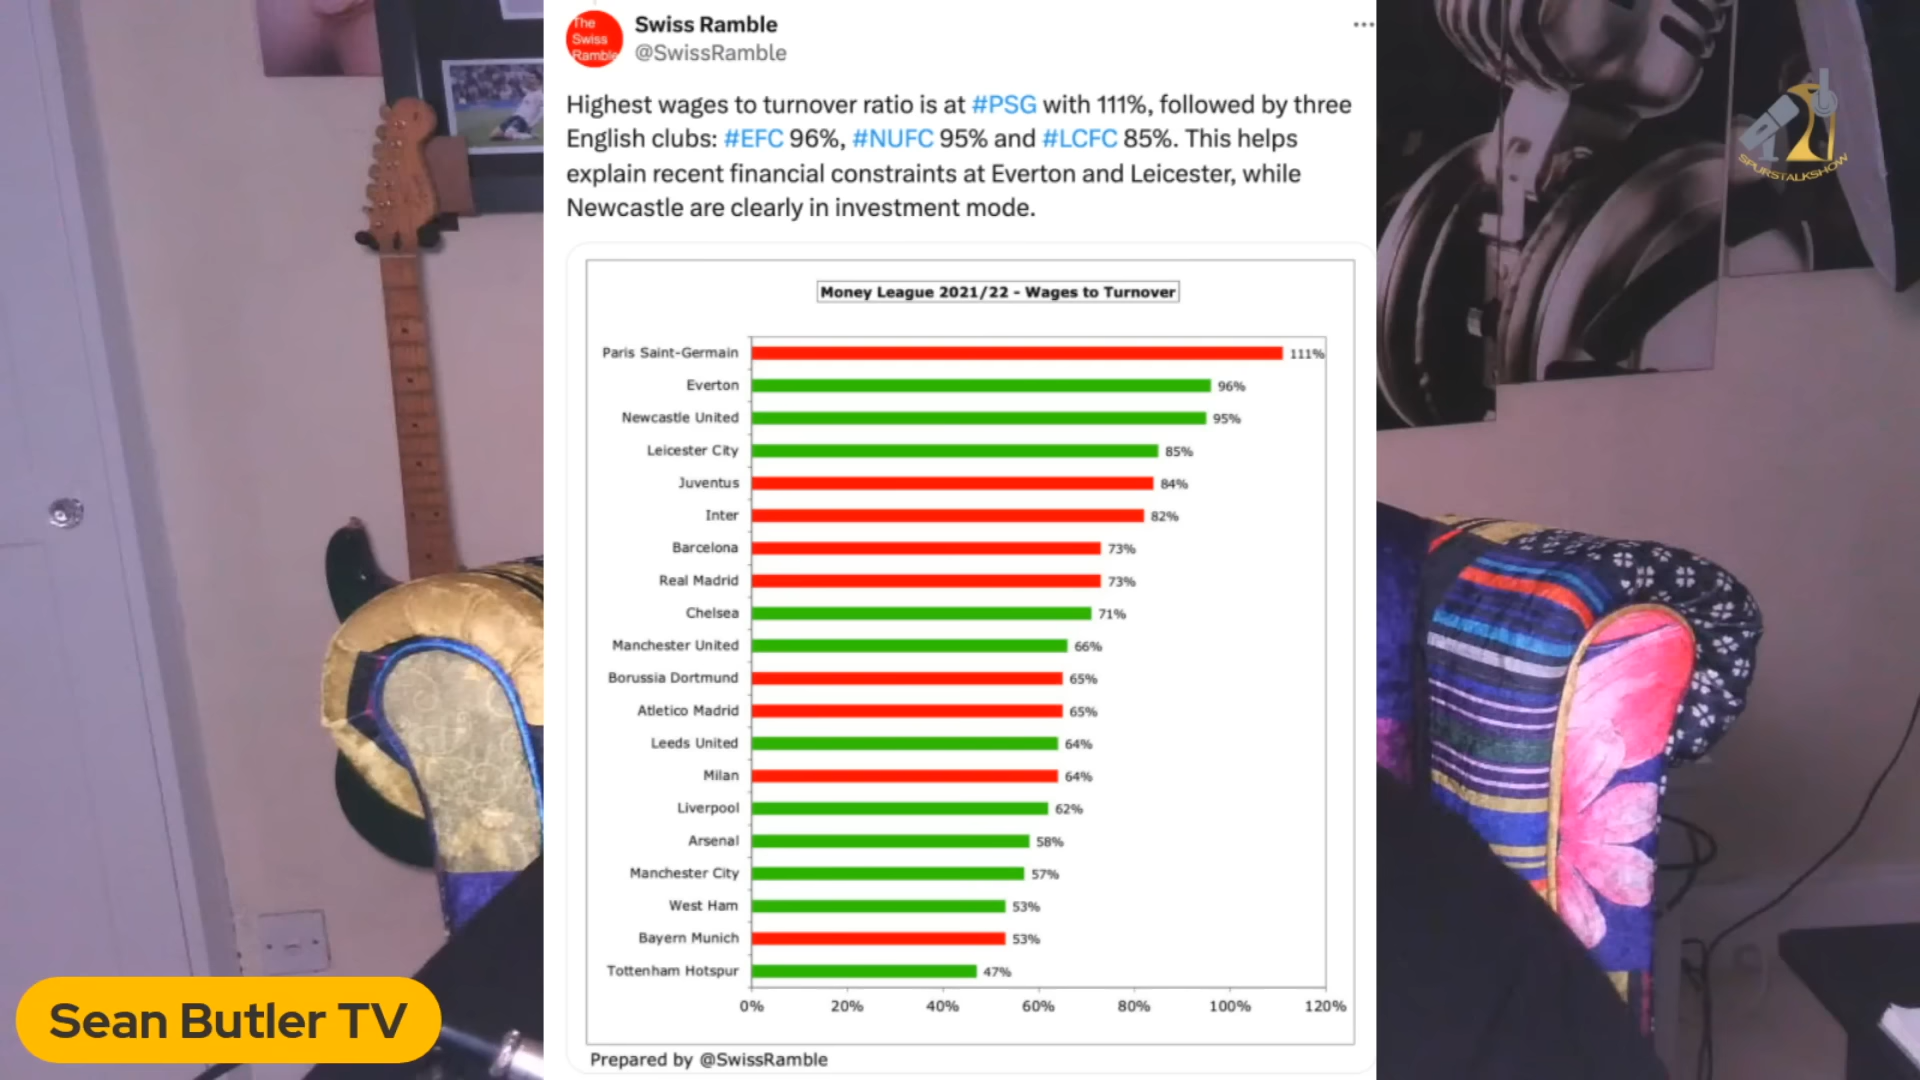 The
Swiss
Ramble
Swiss Ramble
@SwissRamble
Highest wages to turnover ratio is at #PSG with 111%, followed by three
English clubs: #EFC 96%, #NUFC 95% and #LCFC 85%. This helps
explain recent financial constraints at Everton and Leicester, while
Newcastle are clearly in investment mode.
SPURSTALKSHOW
Money League 2021/22 - Wages to Turnover
Paris Saint-Germain 111%
Everton 96%
Newcastle United 95%
Leicester City 85%
Juventus 84%
Inter 82%
Barcelona 73%
Real Madrid 73%
Chelsea 71%
Manchester United 66%
Borussia Dortmund 65%
Atletico Madrid 65%
Leeds United 64%
Milan 64%
Liverpool 62%
Arsenal 58%
Manchester City 57%
West Ham 53%
Bayern Munich 53%
Tottenham Hotspur 47%
0% 20% 40% 60% 80% 100% 120%
Prepared by @SwissRamble
Sean Butler TV